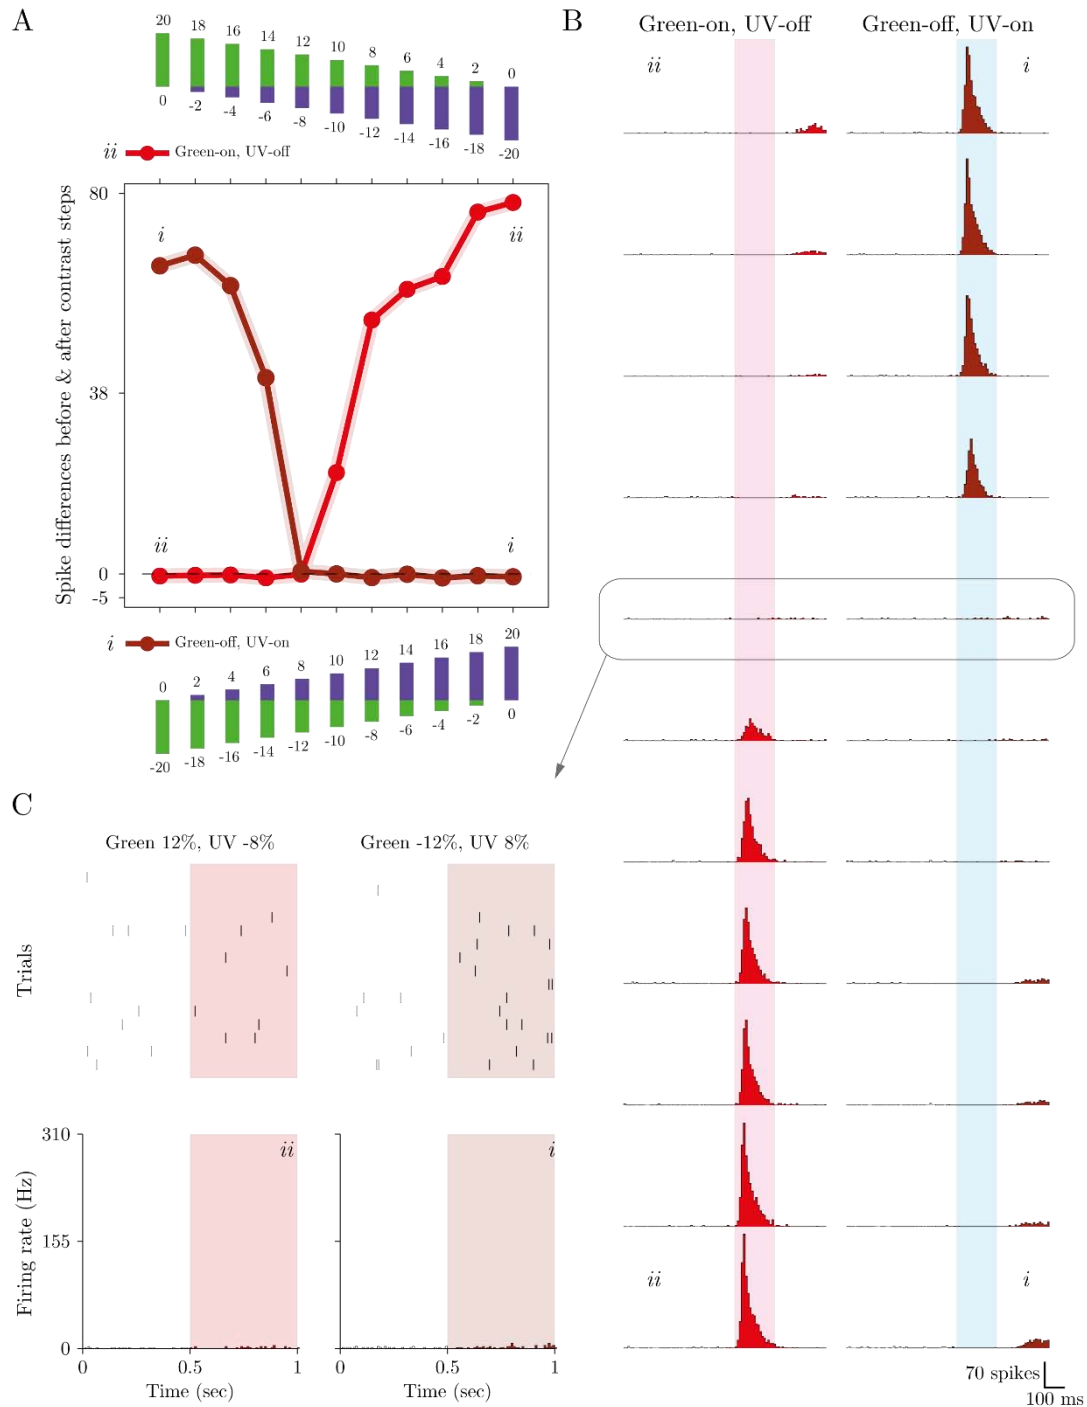 A
20 18 16 14 12 10 8 6 4 2 0
0 -2 -4 -6 -8 -10 -12 -14 -16 -18 -20
ii Green-on, UV-off
Spike differences before & after contrast steps
80
38
0
-5
i
ii
ii
i
i Green-off, UV-on
0 2 4 6 8 10 12 14 16 18 20
-20 -18 -16 -14 -12 -10 -8 -6 -4 -2 0
B
Green-on, UV-off
Green-off, UV-on
ii
i
ii
i
70 spikes
100 ms
C
Green 12%, UV -8%
Green -12%, UV 8%
Trials
Firing rate (Hz)
310
155
0
ii
i
0 0.5 1
0 0.5 1
Time (sec)
Time (sec)